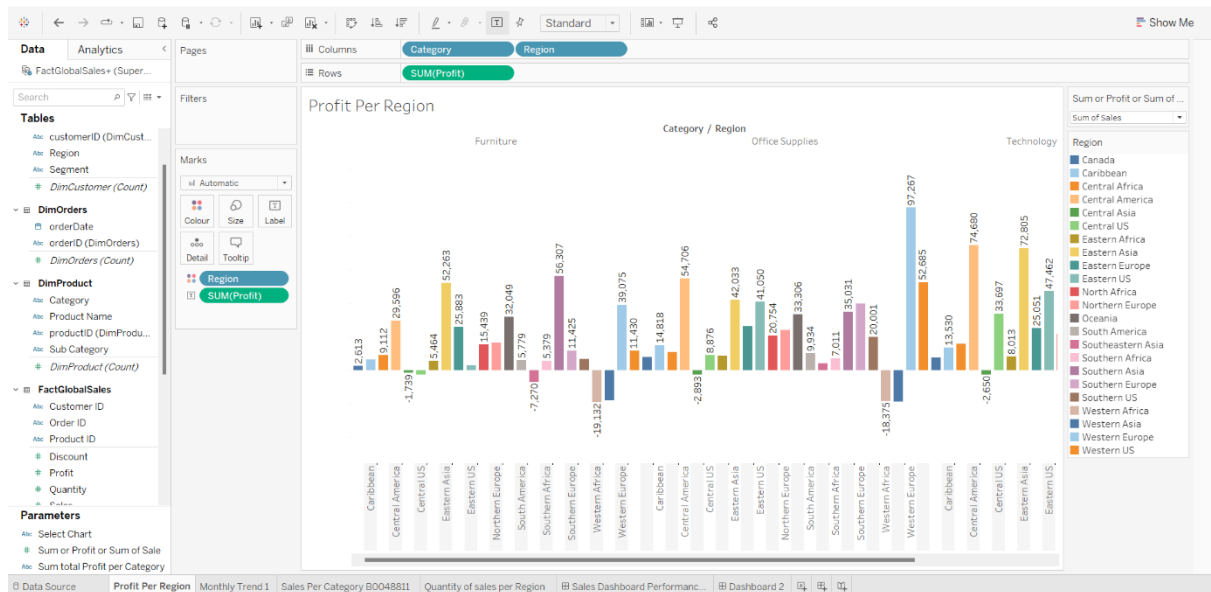 Standard
Show Me
Data
Analytics
FactGlobalSales+ (Super...
Search
Tables
Abc customerID (DimCust...
Abc Region
Abc Segment
# DimCustomer (Count)
DimOrders
orderDate
Abc orderID (DimOrders)
# DimOrders (Count)
DimProduct
Abc Category
Abc Product Name
Abc productID (DimProdu...
Abc Sub Category
# DimProduct (Count)
FactGlobalSales
Abc Customer ID
Abc Order ID
Abc Product ID
# Discount
# Profit
# Quantity
Parameters
Abc Select Chart
# Sum or Profit or Sum of Sale
Abc Sum total Profit per Category
Pages
Filters
Marks
Automatic
Colour Size Label
Detail Tooltip
Region
SUM(Profit)
Columns Category Region
Rows SUM(Profit)
Profit Per Region
Category / Region
Furniture Office Supplies Technology
2,613
9,112
29,596
-1,739
5,464
52,263
25,883
15,439
32,049
5,779
-7,270
5,379
56,307
11,425
-19,132
39,075
11,430
14,818
54,706
-2,893
8,876
42,033
41,050
20,754
33,306
9,934
7,011
35,031
20,001
-18,375
97,267
52,685
13,530
74,680
-2,650
33,697
8,013
72,805
25,051
47,462
Caribbean
Central America
Central US
Eastern Asia
Eastern US
Northern Europe
South America
Southern Africa
Southern Europe
Western Africa
Western Europe
Caribbean
Central America
Central US
Eastern Asia
Eastern US
Northern Europe
South America
Southern Africa
Southern Europe
Western Africa
Western Europe
Caribbean
Central America
Central US
Eastern Asia
Eastern US
Sum or Profit or Sum of ...
Sum of Sales
Region
Canada
Caribbean
Central Africa
Central America
Central Asia
Central US
Eastern Africa
Eastern Asia
Eastern Europe
Eastern US
North Africa
Northern Europe
Oceania
South America
Southeastern Asia
Southern Africa
Southern Asia
Southern Europe
Southern US
Western Africa
Western Asia
Western Europe
Western US
Data Source Profit Per Region Monthly Trend 1 Sales Per Category B0048811 Quantity of sales per Region Sales Dashboard Performanc... Dashboard 2